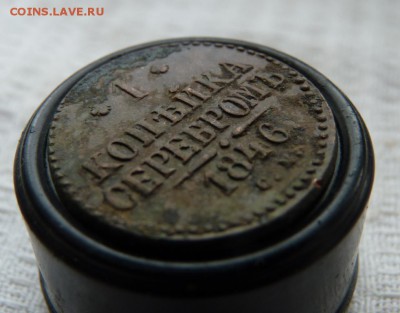 COINS.LAVE.RU
· 1 ·
КОПѢЙКА
СЕРЕБРОМЪ
1846
С. М.